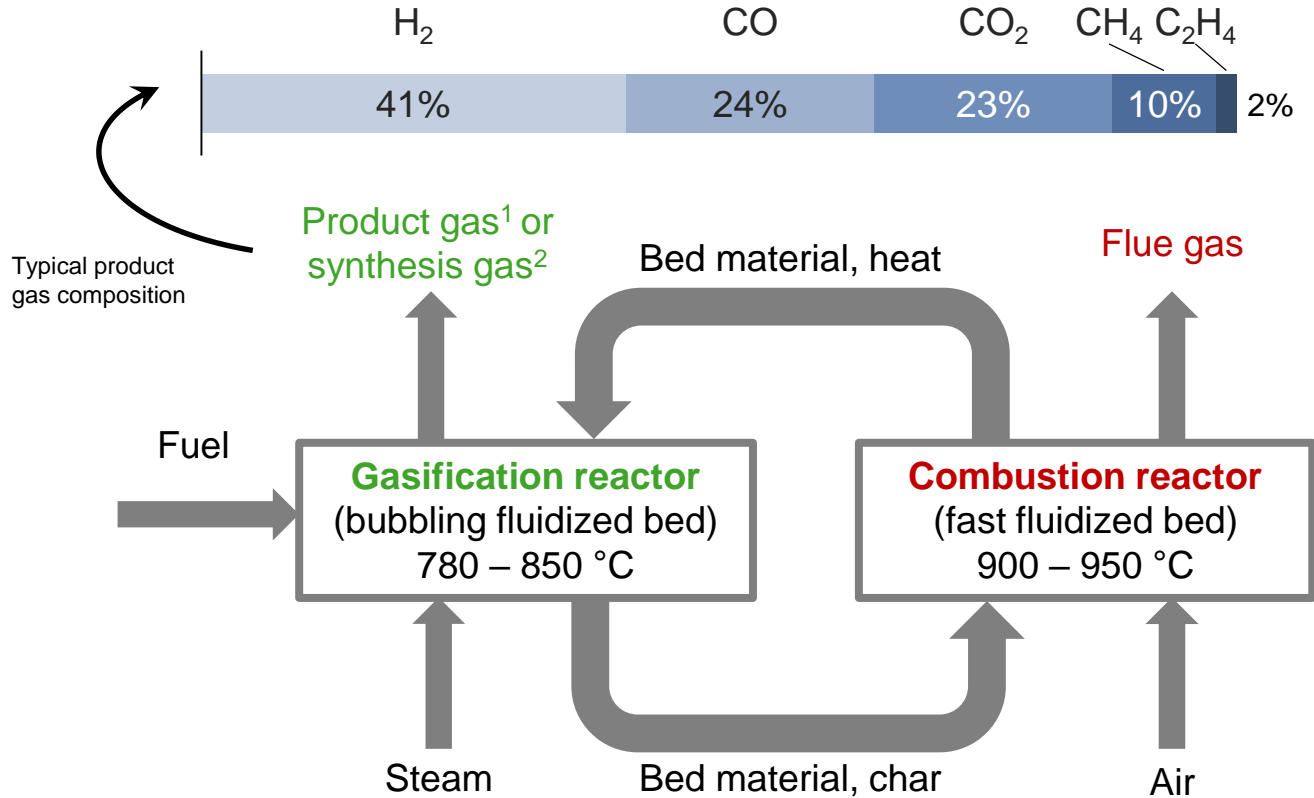 H₂ CO CO₂ CH₄ C₂H₄
41% 24% 23% 10% 2%
Typical product
gas composition
Product gas¹ or
synthesis gas²
Bed material, heat
Flue gas
Fuel
Gasification reactor
(bubbling fluidized bed)
780 – 850 °C
Combustion reactor
(fast fluidized bed)
900 – 950 °C
Steam
Bed material, char
Air